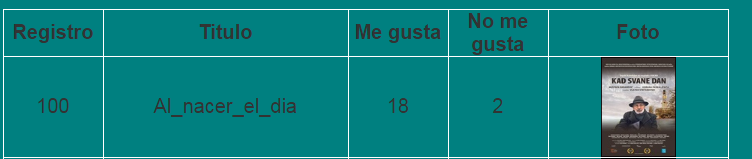 Registro Titulo Me gusta No me gusta Foto
100 Al_nacer_el_dia 18 2
KAD SVANE DAN